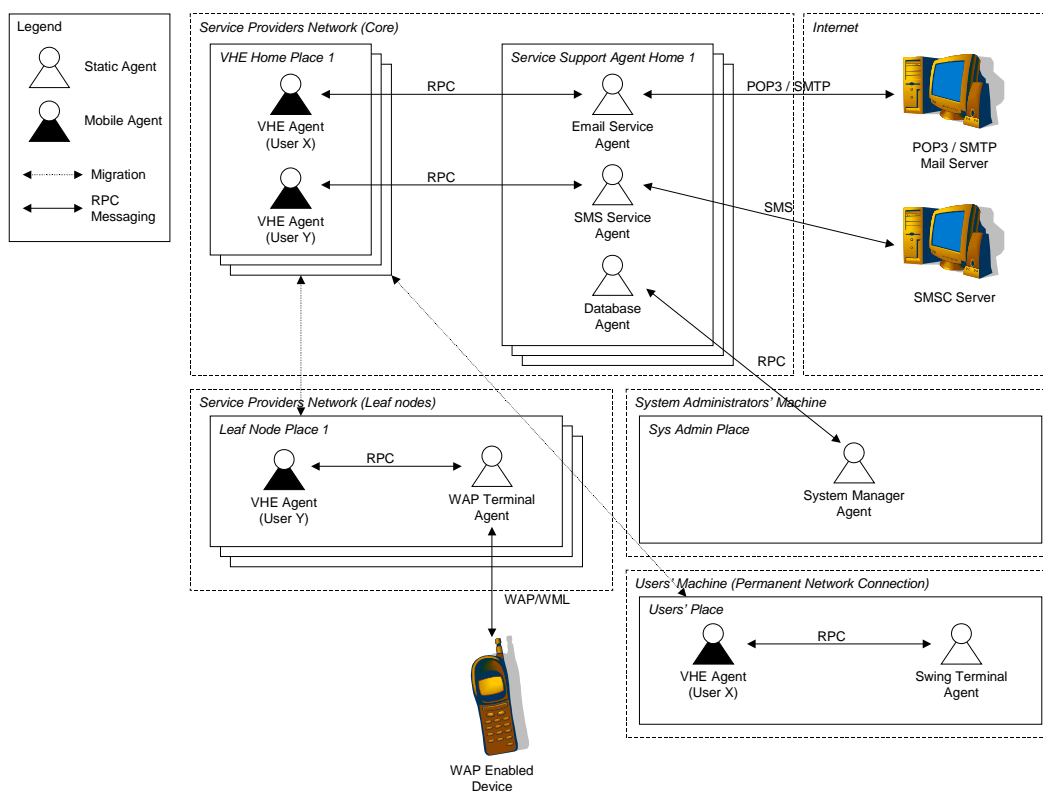 Legend
Static Agent
Mobile Agent
Migration
RPC
Messaging
Service Providers Network (Core)
VHE Home Place 1
VHE Agent
(User X)
VHE Agent
(User Y)
RPC
RPC
Service Support Agent Home 1
Email Service
Agent
SMS Service
Agent
Database
Agent
POP3 / SMTP
SMS
RPC
Internet
POP3 / SMTP
Mail Server
SMSC Server
Service Providers Network (Leaf nodes)
Leaf Node Place 1
RPC
VHE Agent
(User Y)
WAP Terminal
Agent
WAP/WML
WAP Enabled
Device
System Administrators' Machine
Sys Admin Place
System Manager
Agent
Users' Machine (Permanent Network Connection)
Users' Place
RPC
VHE Agent
(User X)
Swing Terminal
Agent